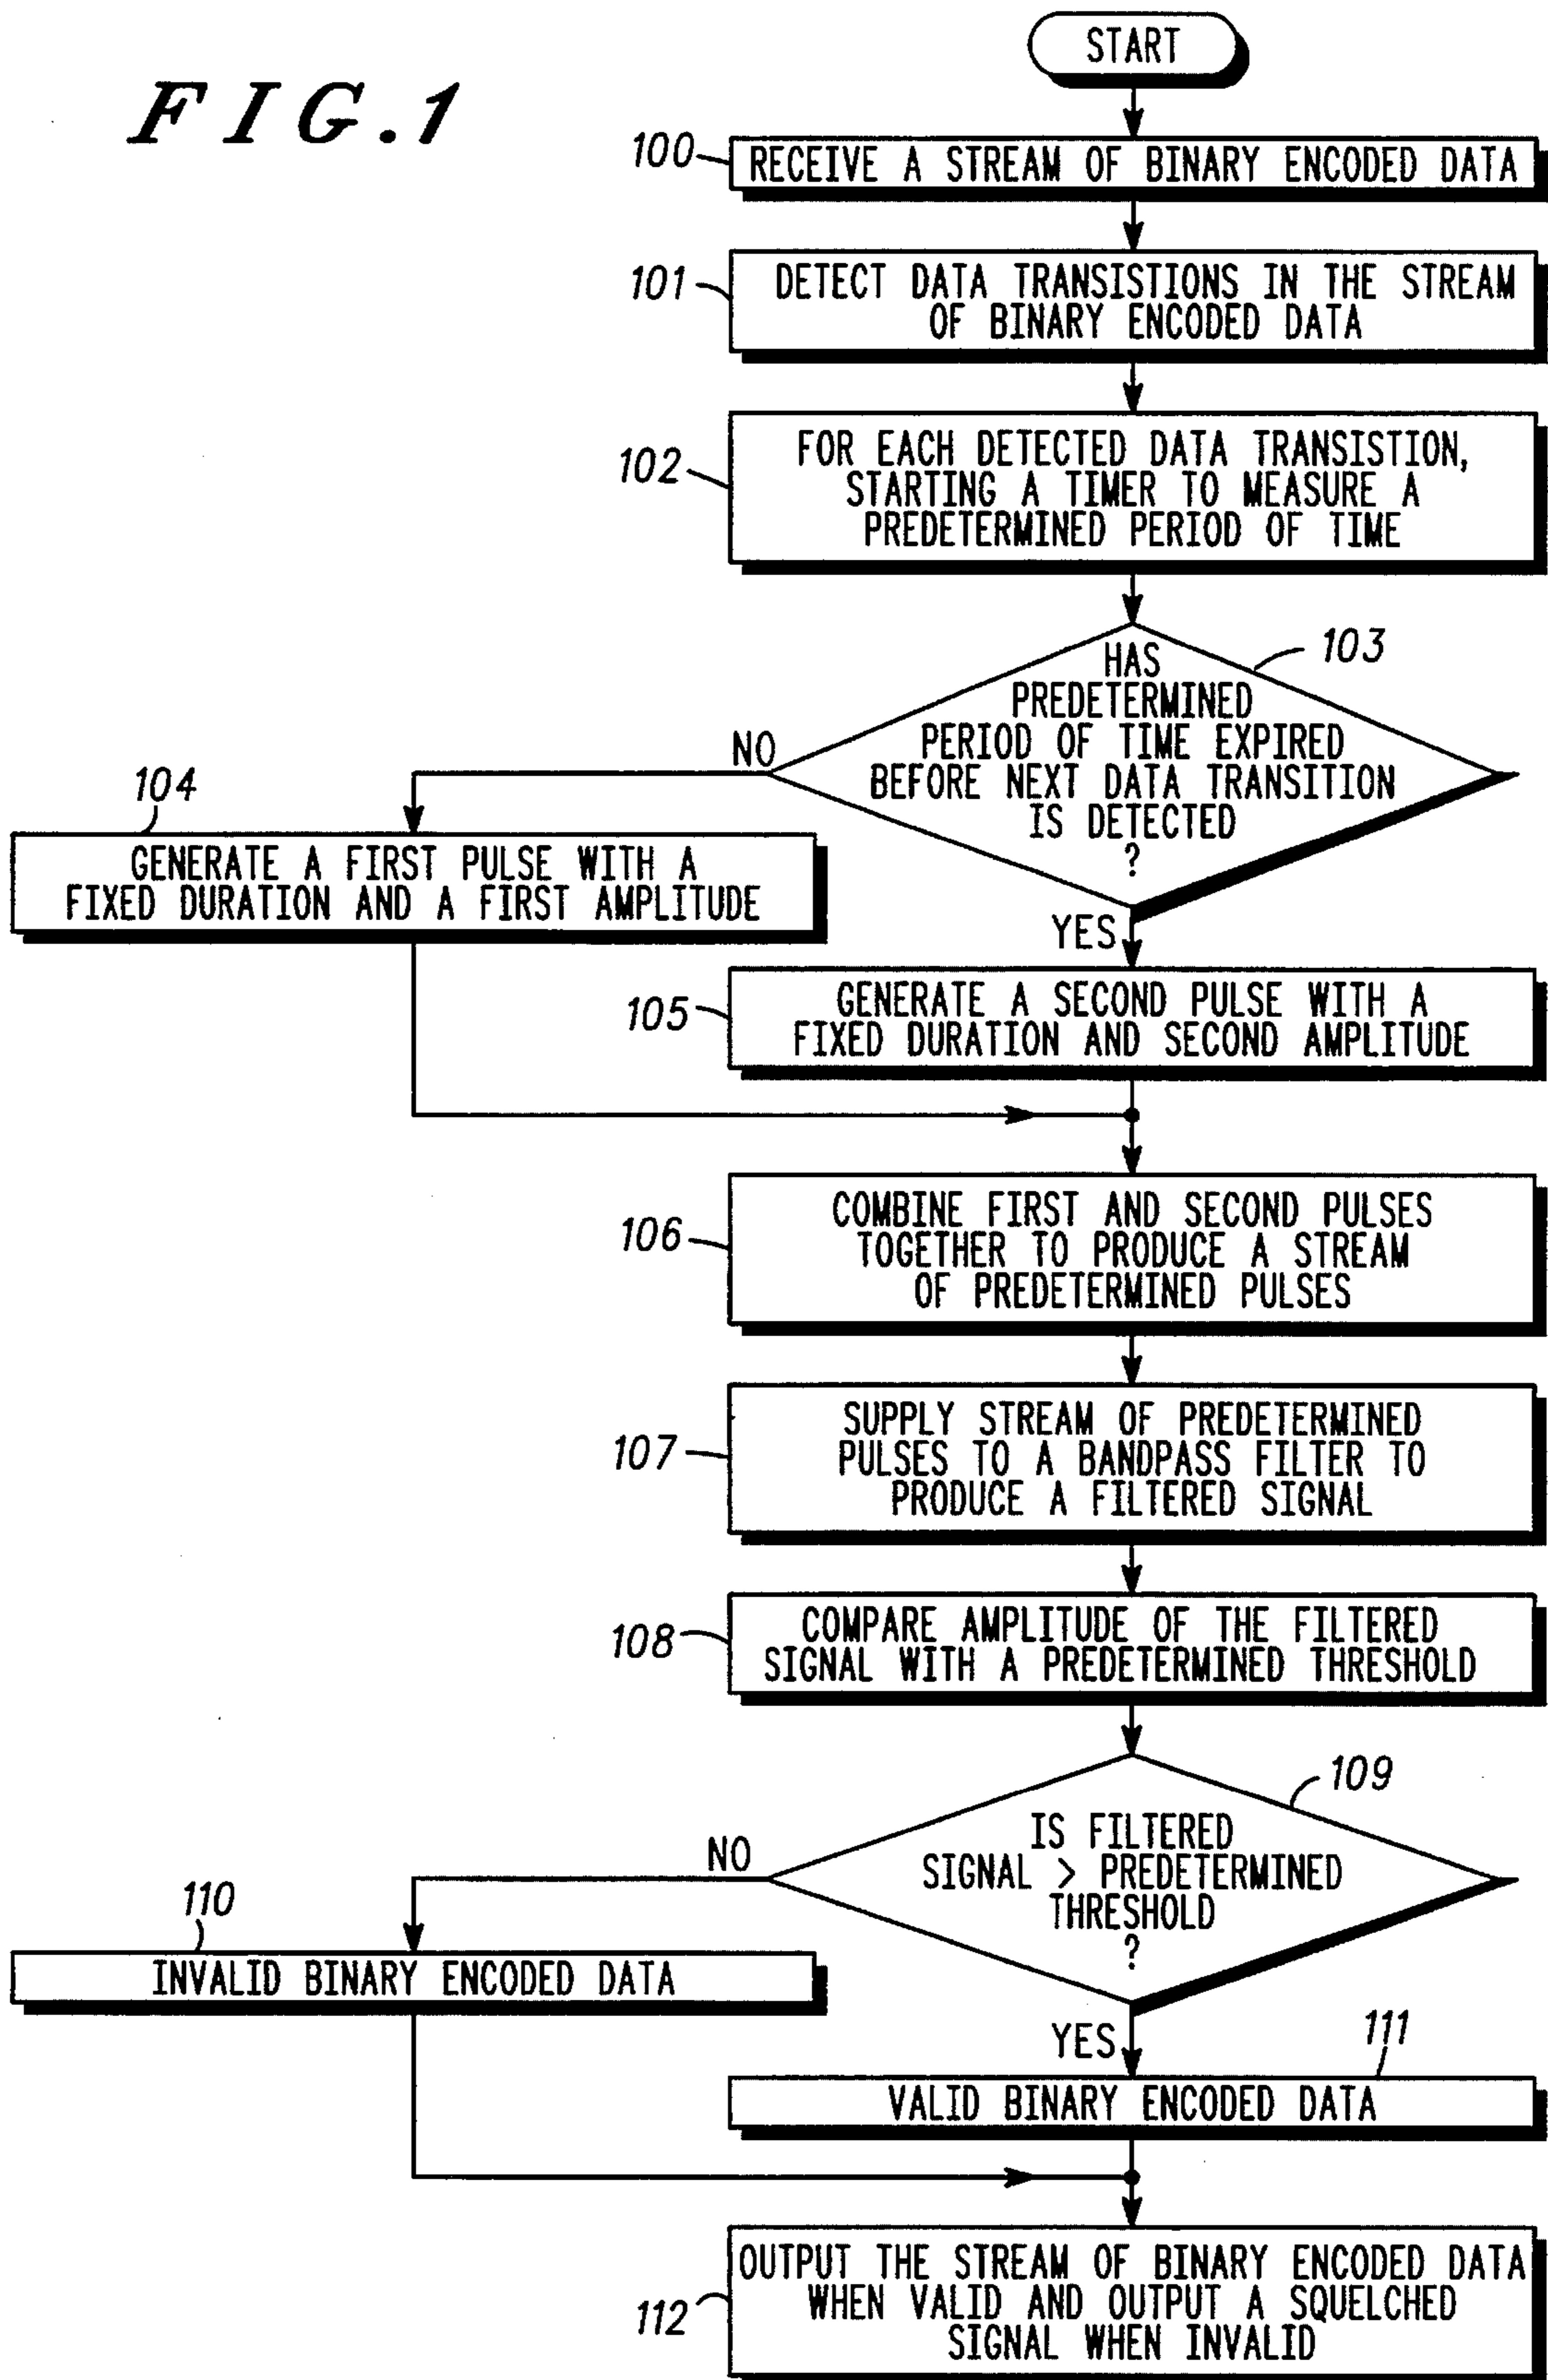 FIG.1
START
100
RECEIVE A STREAM OF BINARY ENCODED DATA
101
DETECT DATA TRANSISTIONS IN THE STREAM
OF BINARY ENCODED DATA
102
FOR EACH DETECTED DATA TRANSISTION,
STARTING A TIMER TO MEASURE A
PREDETERMINED PERIOD OF TIME
103
HAS
PREDETERMINED
PERIOD OF TIME EXPIRED
BEFORE NEXT DATA TRANSITION
IS DETECTED
?
NO
104
GENERATE A FIRST PULSE WITH A
FIXED DURATION AND A FIRST AMPLITUDE
YES
105
GENERATE A SECOND PULSE WITH A
FIXED DURATION AND SECOND AMPLITUDE
106
COMBINE FIRST AND SECOND PULSES
TOGETHER TO PRODUCE A STREAM
OF PREDETERMINED PULSES
107
SUPPLY STREAM OF PREDETERMINED
PULSES TO A BANDPASS FILTER TO
PRODUCE A FILTERED SIGNAL
108
COMPARE AMPLITUDE OF THE FILTERED
SIGNAL WITH A PREDETERMINED THRESHOLD
109
IS FILTERED
SIGNAL > PREDETERMINED
THRESHOLD
?
NO
110
INVALID BINARY ENCODED DATA
YES
111
VALID BINARY ENCODED DATA
112
OUTPUT THE STREAM OF BINARY ENCODED DATA
WHEN VALID AND OUTPUT A SQUELCHED
SIGNAL WHEN INVALID